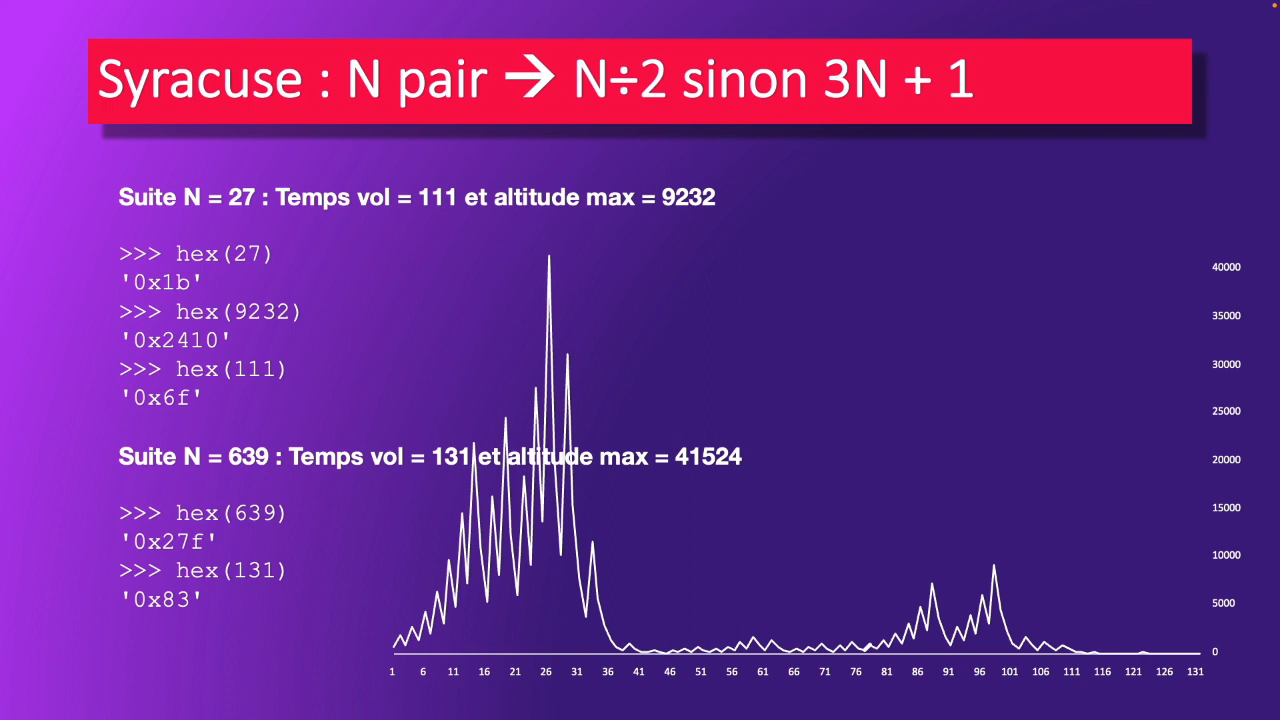 Syracuse : N pair → N÷2 sinon 3N + 1
Suite N = 27 : Temps vol = 111 et altitude max = 9232
>>> hex(27)
'0x1b'
>>> hex(9232)
'0x2410'
>>> hex(111)
'0x6f'
Suite N = 639 : Temps vol = 131 et altitude max = 41524
>>> hex(639)
'0x27f'
>>> hex(131)
'0x83'
40000
35000
30000
25000
20000
15000
10000
5000
0
1 6 11 16 21 26 31 36 41 46 51 56 61 66 71 76 81 86 91 96 101 106 111 116 121 126 131